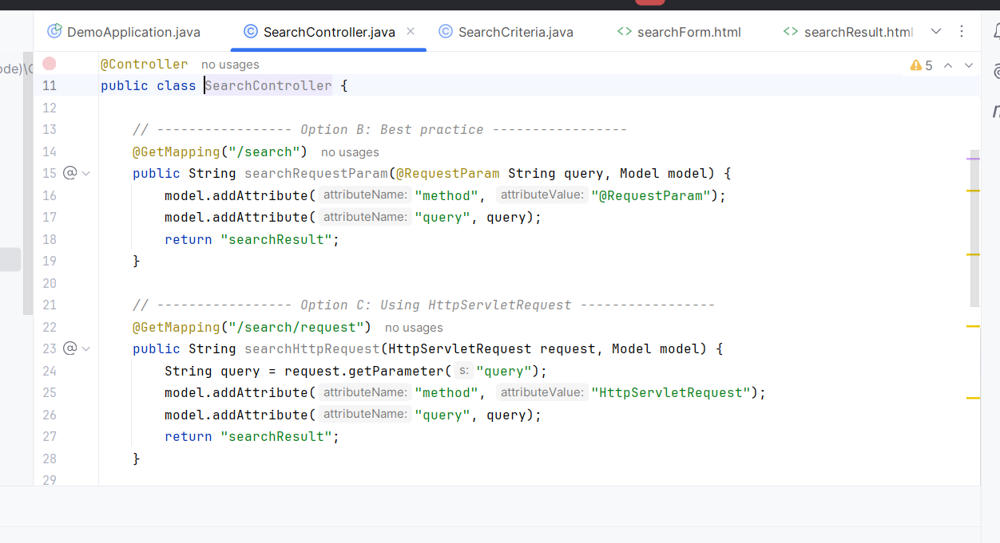 DemoApplication.java SearchController.java SearchCriteria.java searchForm.html searchResult.html
ode)\
@Controller no usages 5
11 public class SearchController {
12
13 // ----------------- Option B: Best practice -----------------
14 @GetMapping("/search") no usages
15 public String searchRequestParam(@RequestParam String query, Model model) {
16 model.addAttribute( attributeName: "method", attributeValue: "@RequestParam");
17 model.addAttribute( attributeName: "query", query);
18 return "searchResult";
19 }
20
21 // ----------------- Option C: Using HttpServletRequest -----------------
22 @GetMapping("/search/request") no usages
23 public String searchHttpRequest(HttpServletRequest request, Model model) {
24 String query = request.getParameter( s: "query");
25 model.addAttribute( attributeName: "method", attributeValue: "HttpServletRequest");
26 model.addAttribute( attributeName: "query", query);
27 return "searchResult";
28 }
29